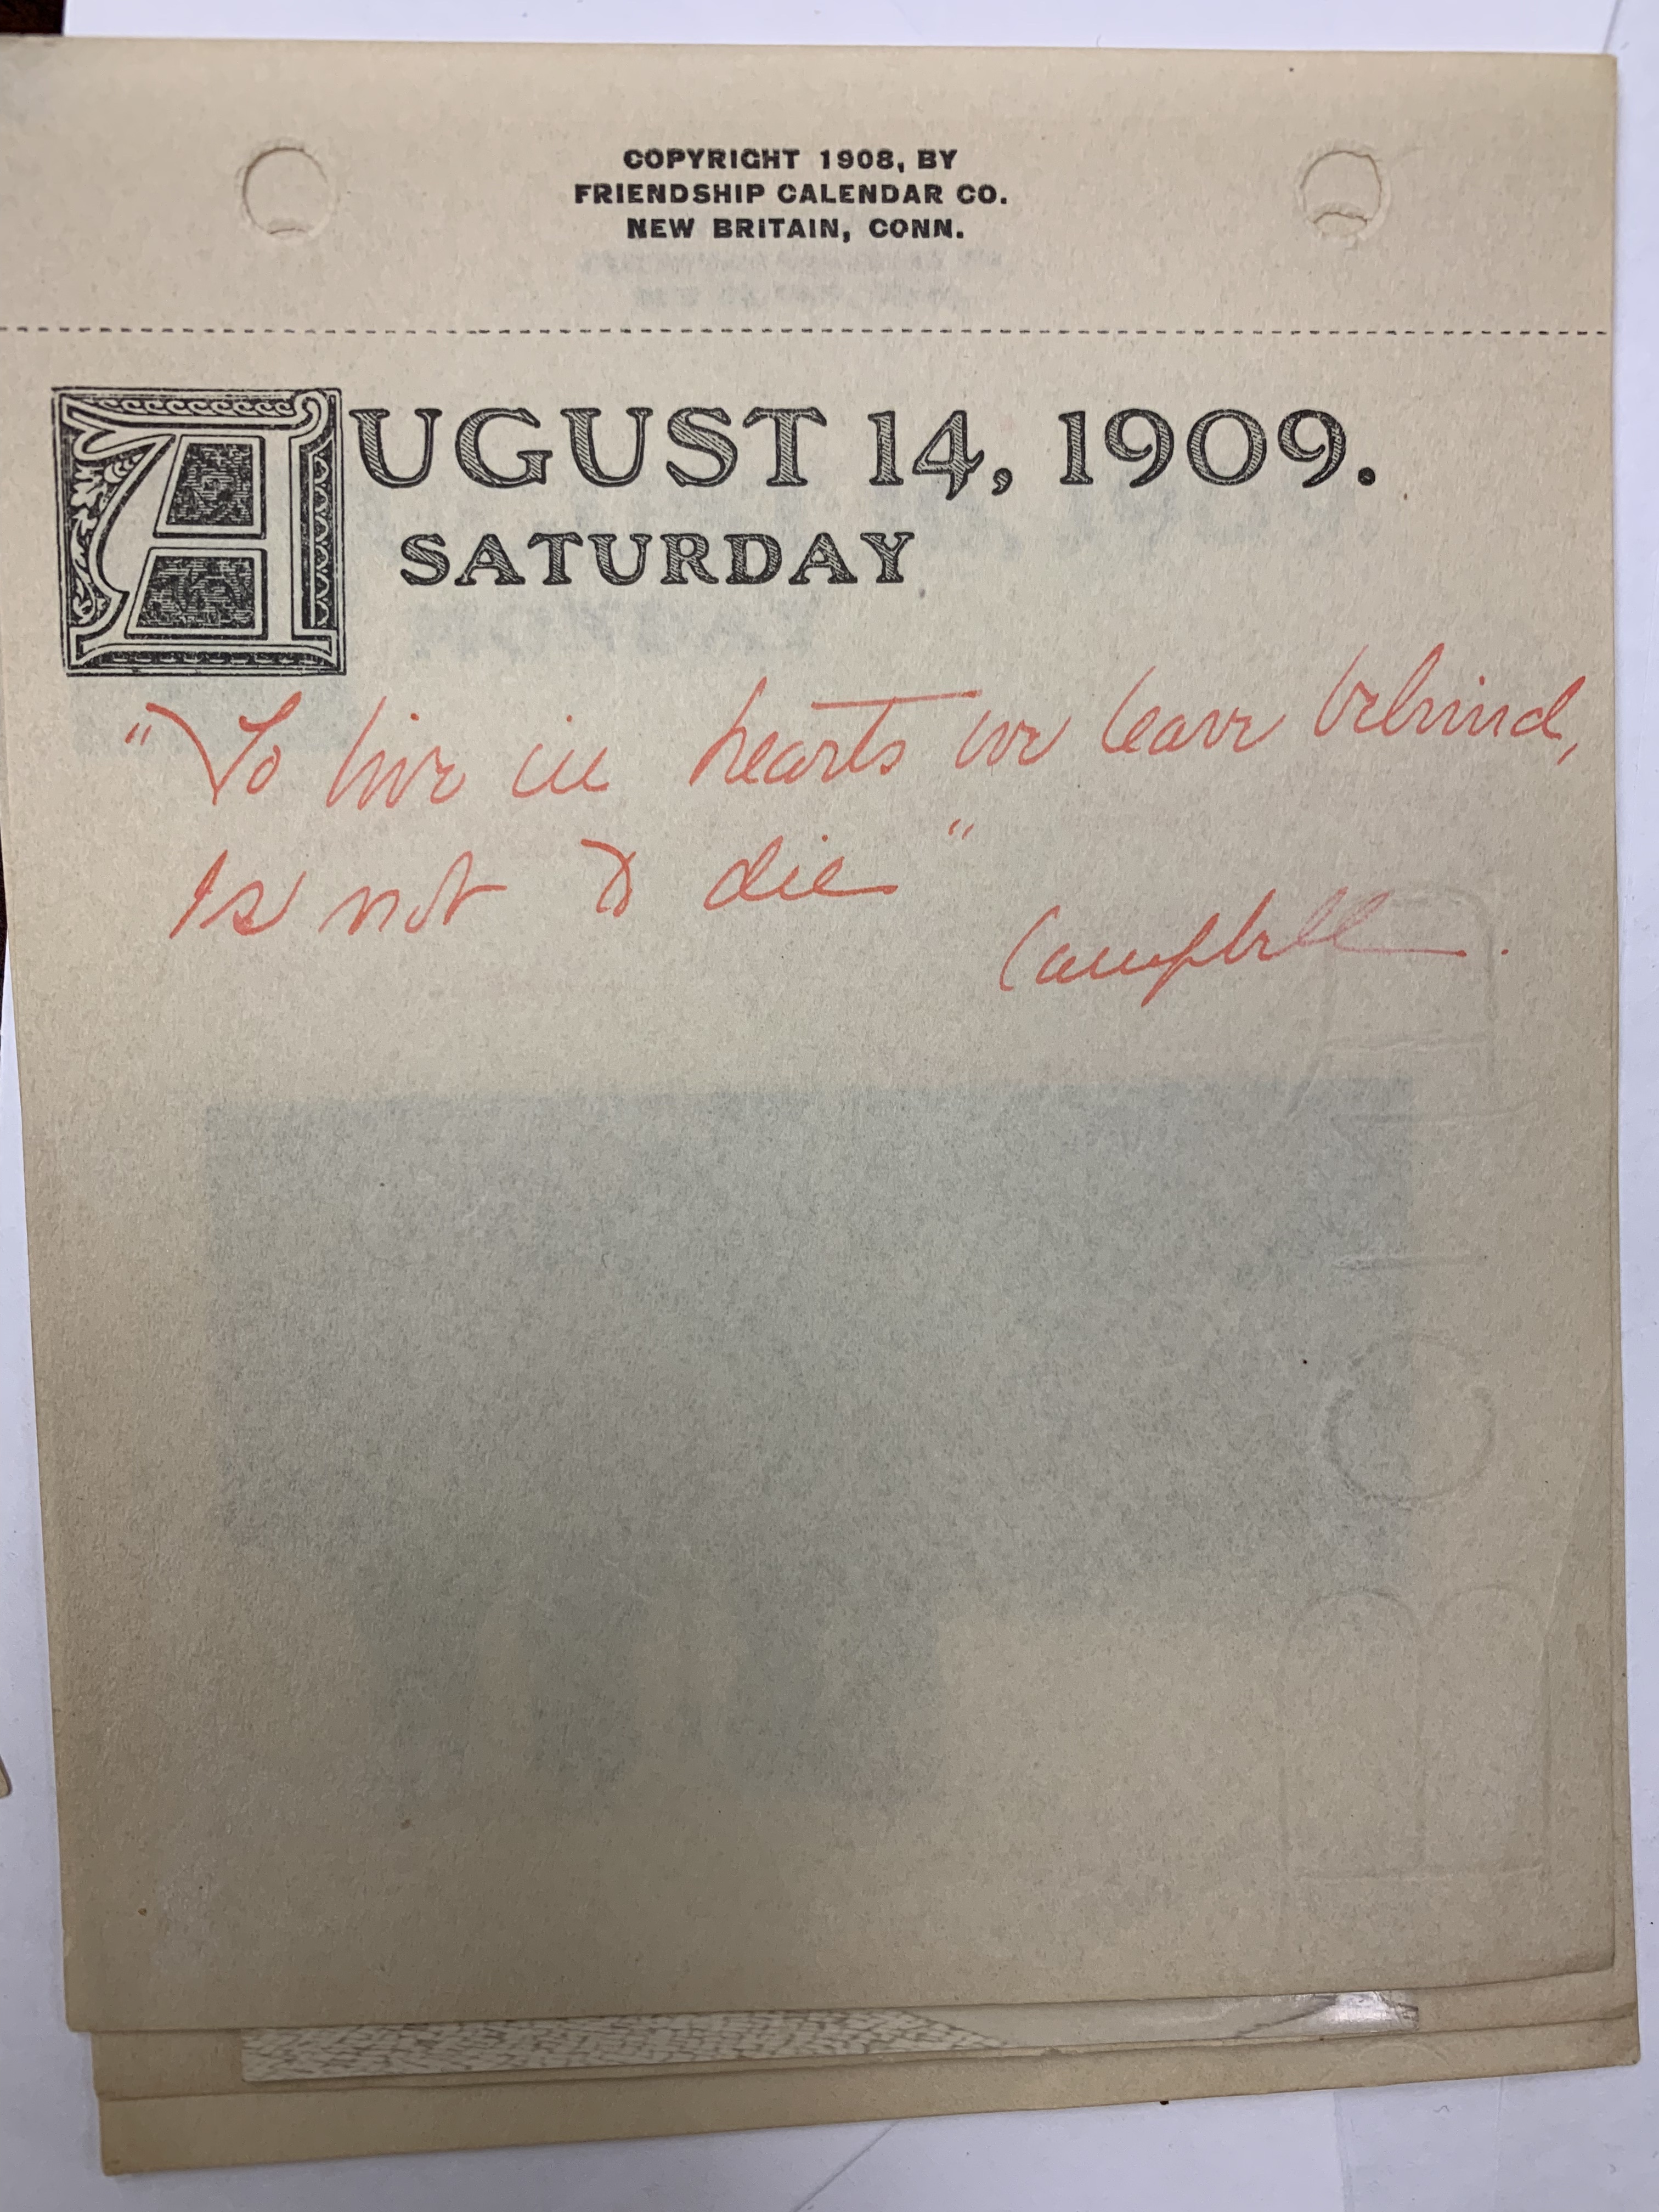 COPYRIGHT 1908, BY
FRIENDSHIP CALENDAR CO.
NEW BRITAIN, CONN.
AUGUST 14, 1909.
SATURDAY
"To live in hearts we leave behind,
Is not to die"
Campbell.